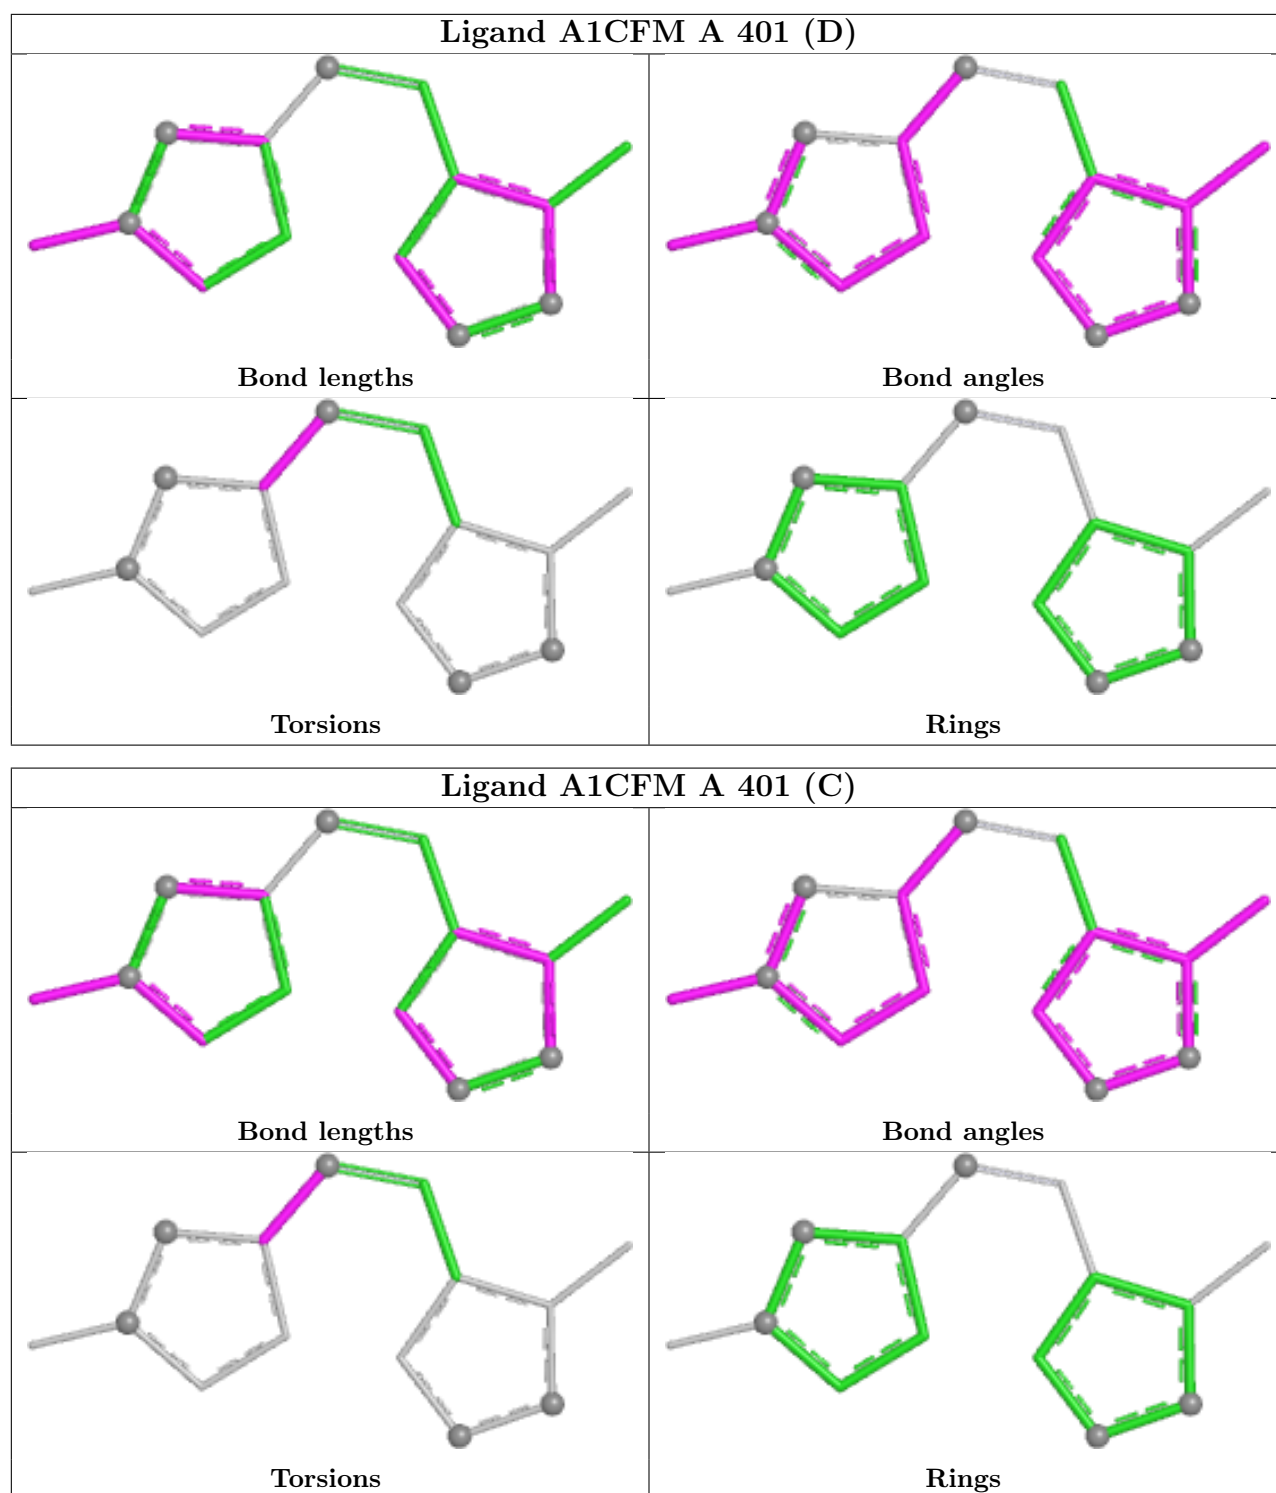 Ligand A1CFM A 401 (D)
Bond lengths
Bond angles
Torsions
Rings
Ligand A1CFM A 401 (C)
Bond lengths
Bond angles
Torsions
Rings